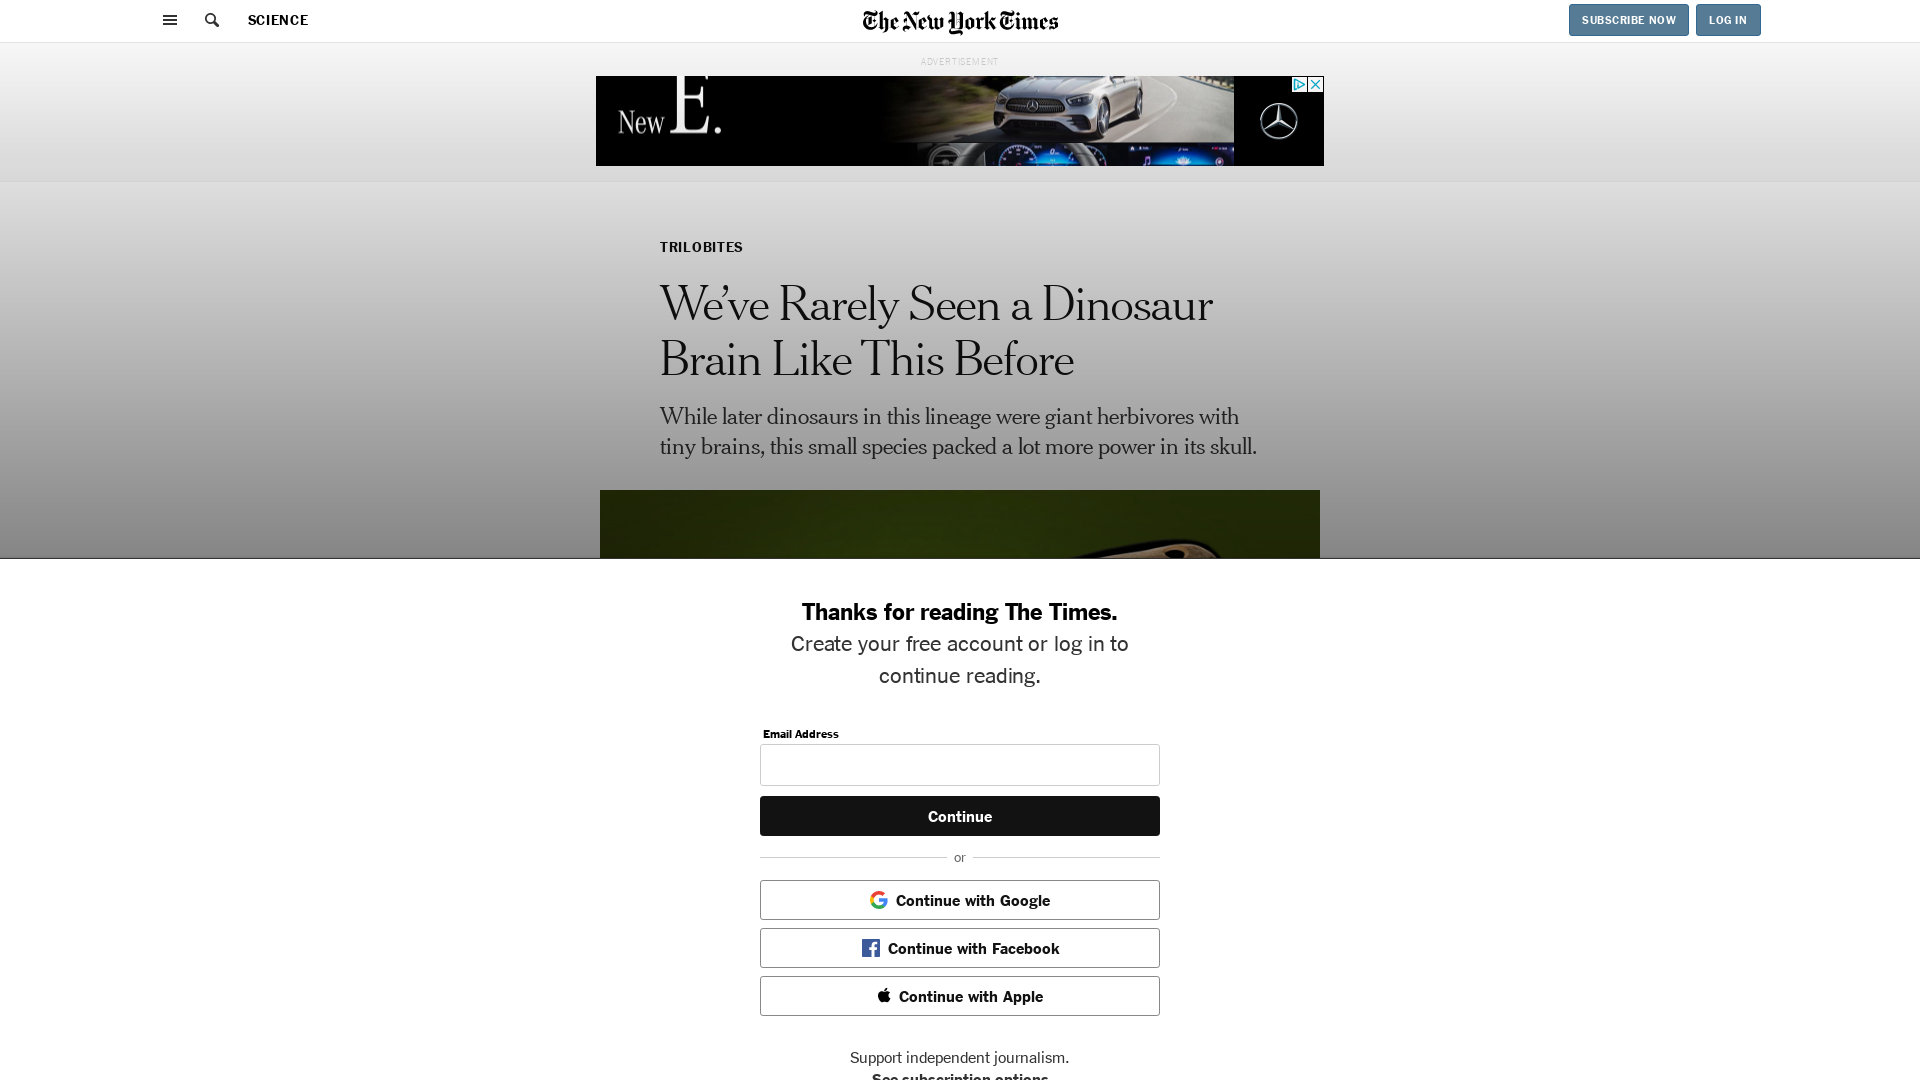 SCIENCE
The New York Times
SUBSCRIBE NOW
LOG IN
ADVERTISEMENT
New E.
TRILOBITES
We’ve Rarely Seen a Dinosaur
Brain Like This Before
While later dinosaurs in this lineage were giant herbivores with
tiny brains, this small species packed a lot more power in its skull.
Thanks for reading The Times.
Create your free account or log in to
continue reading.
Email Address
Continue
or
Continue with Google
Continue with Facebook
Continue with Apple
Support independent journalism.
See subscription options